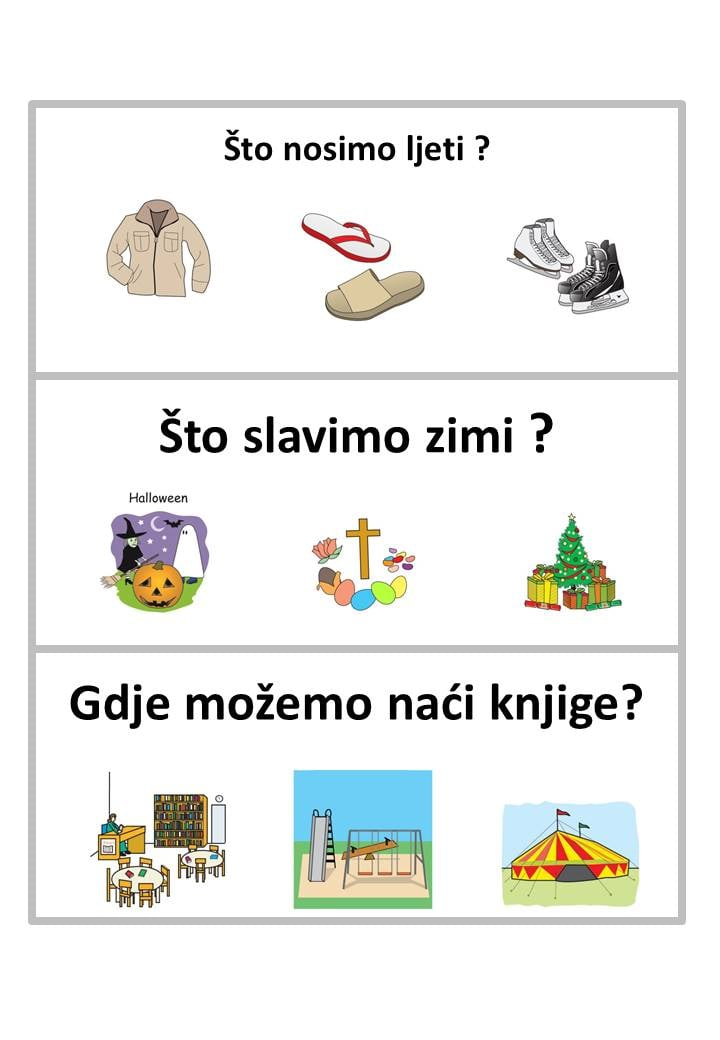 Što nosimo ljeti ?
Što slavimo zimi ?
Halloween
Gdje možemo naći knjige?